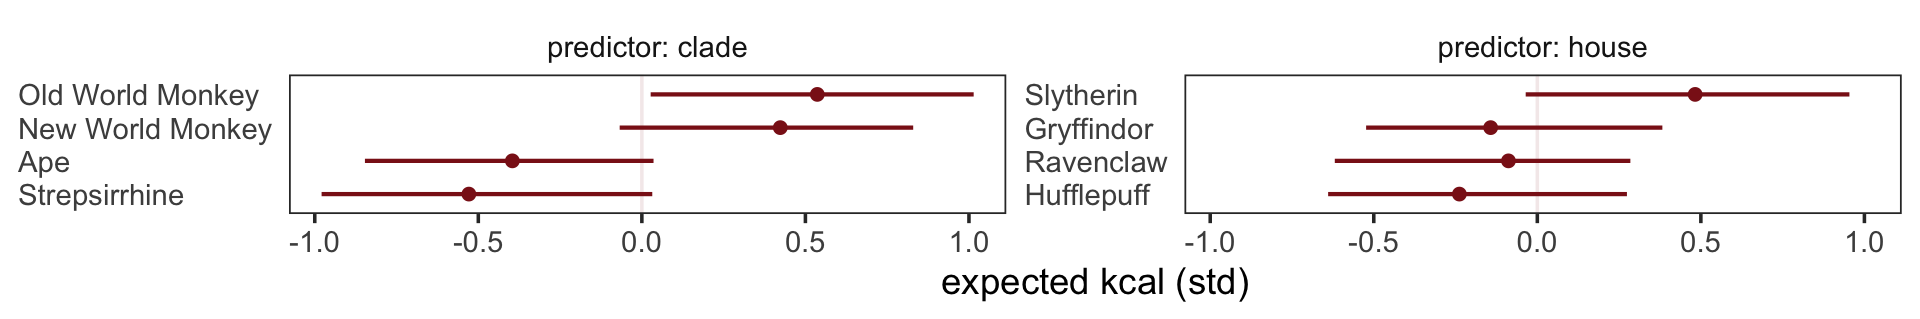 predictor: clade
Old World Monkey
New World Monkey
Ape
Strepsirrhine
-1.0 -0.5 0.0 0.5 1.0
predictor: house
Slytherin
Gryffindor
Ravenclaw
Hufflepuff
-1.0 -0.5 0.0 0.5 1.0
expected kcal (std)